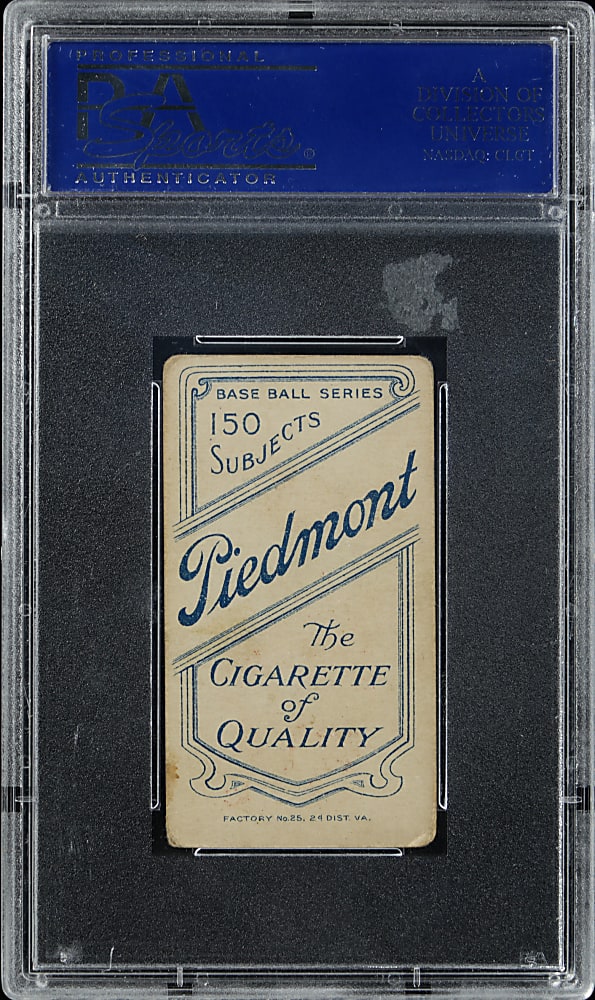 PROFESSIONAL
PSA
Sports
AUTHENTICATOR
A
DIVISION OF
COLLECTORS
UNIVERSE
NASDAQ: CLCT
BASE BALL SERIES
150
SUBJECTS
Piedmont
The
CIGARETTE
of
QUALITY
FACTORY No.25, 2d DIST. VA.
PSA